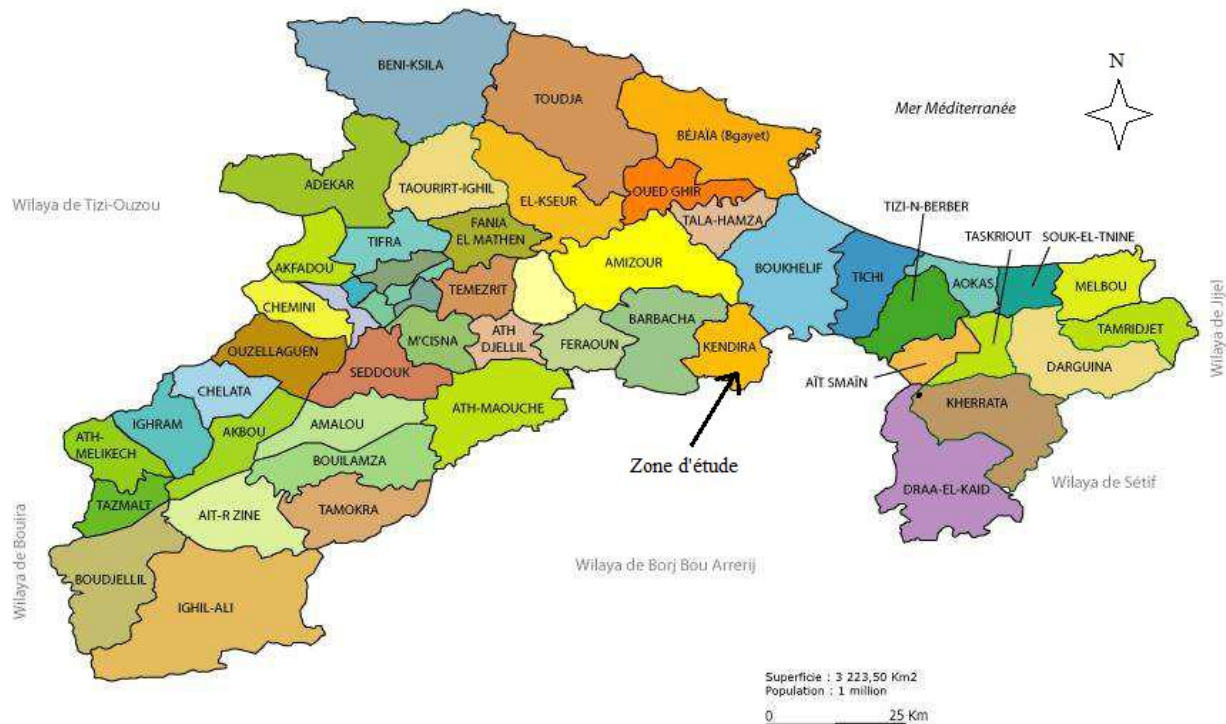 BENI-KSILA
TOUDJA
BÉJAÏA (Bgayet)
Mer Méditerranée
N
ADEKAR
TAOURIRT-IGHIL
EL-KSEUR
OUED GHIR
TALA-HAMZA
Wilaya de Tizi-Ouzou
TIZI-N-BERBER
TASKRIOUT
SOUK-EL-TNINE
TIFRA
FANIA
EL MATHEN
AKFADOU
AMIZOUR
BOUKHELIF
TICHI
AOKAS
MELBOU
CHEMINI
TEMEZRIT
BARBACHA
TAMRIDJET
Wilaya de Jijel
OUZELLAGUEN
M'CISNA
ATH
DJELLIL
FERAOUN
KENDIRA
AÏT SMAÏN
DARGUINA
SEDDOUK
CHELATA
ATH-MAOUCHE
KHERRATA
IGHRAM
AKBOU
AMALOU
ATH-
MELIKECH
BOUILAMZA
Zone d'étude
DRAA-EL-KAID
Wilaya de Sétif
TAZMALT
AIT-R ZINE
TAMOKRA
Wilaya de Bouira
Wilaya de Borj Bou Arrerij
BOUDJELLIL
IGHIL-ALI
Superficie : 3 223,50 Km2
Population : 1 million
0 25 Km